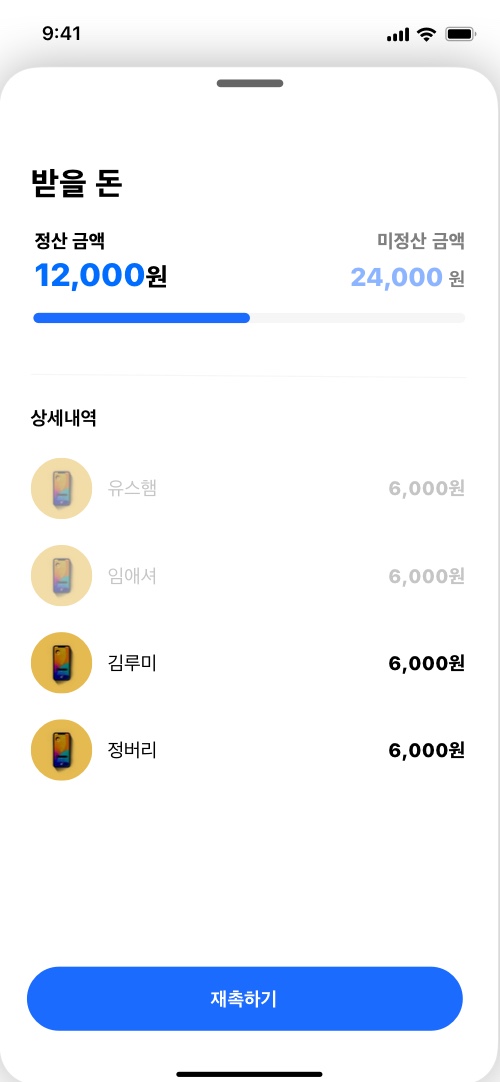 9:41
받을 돈
정산 금액 미정산 금액
12,000원 24,000 원
상세내역
유스햄 6,000원
임애셔 6,000원
김루미 6,000원
정버리 6,000원
재촉하기